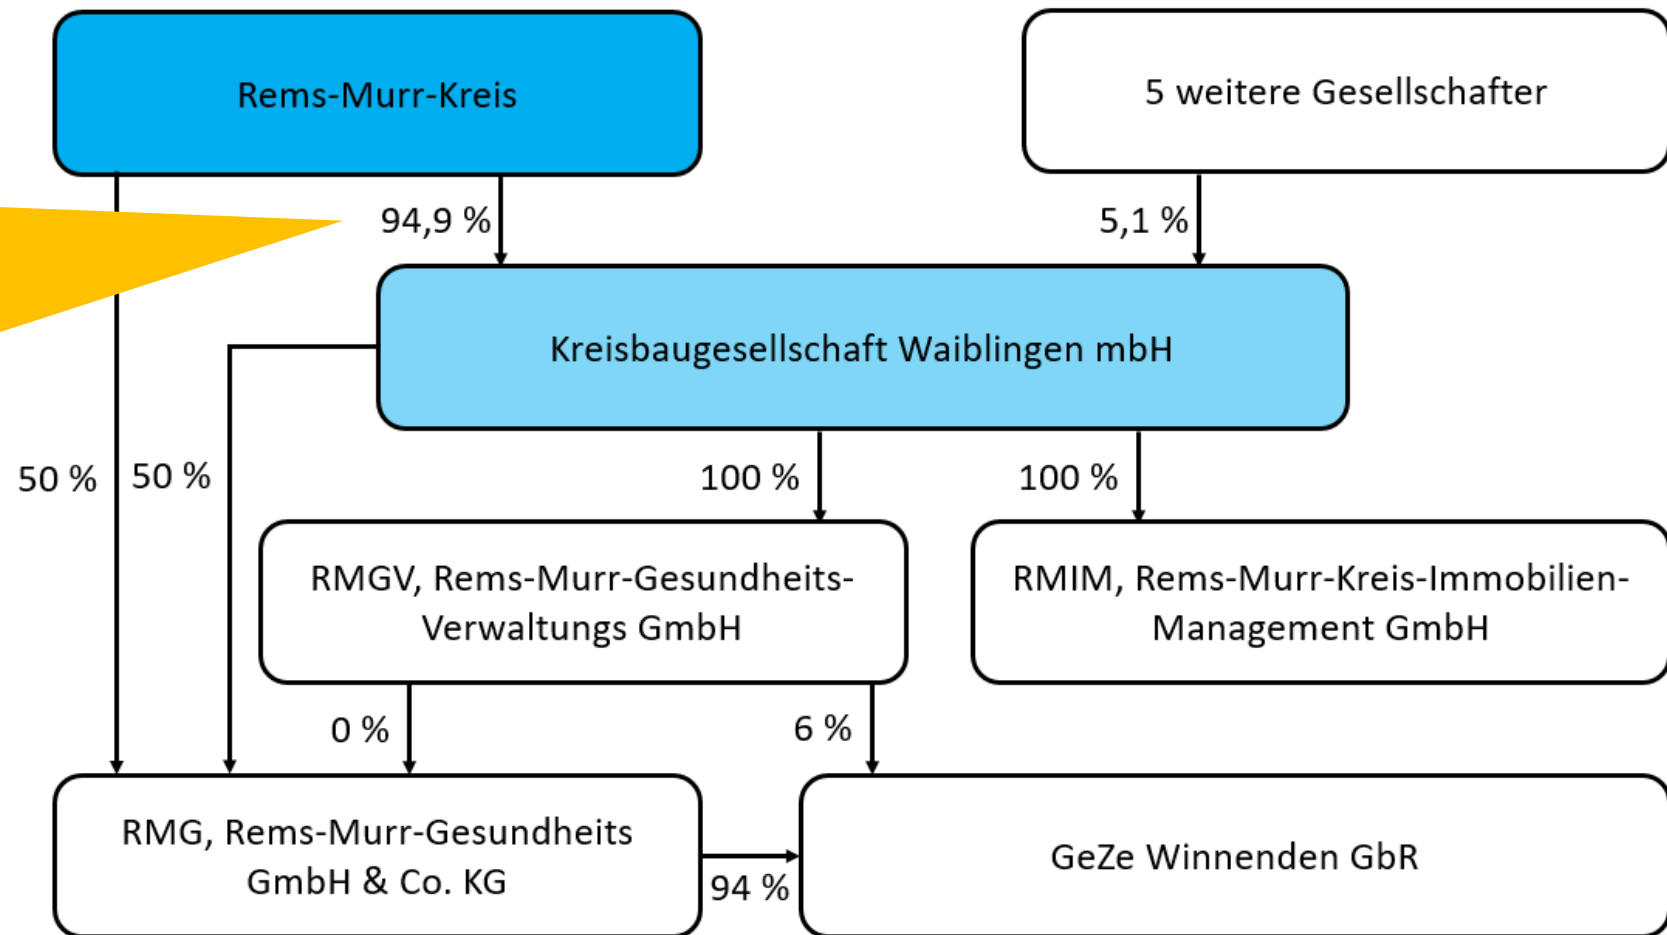 Rems-Murr-Kreis
5 weitere Gesellschafter
94,9 %
5,1 %
Kreisbaugesellschaft Waiblingen mbH
50 %
50 %
100 %
100 %
RMGV, Rems-Murr-Gesundheits-
Verwaltungs GmbH
RMIM, Rems-Murr-Kreis-Immobilien-
Management GmbH
0 %
6 %
RMG, Rems-Murr-Gesundheits
GmbH & Co. KG
94 %
GeZe Winnenden GbR